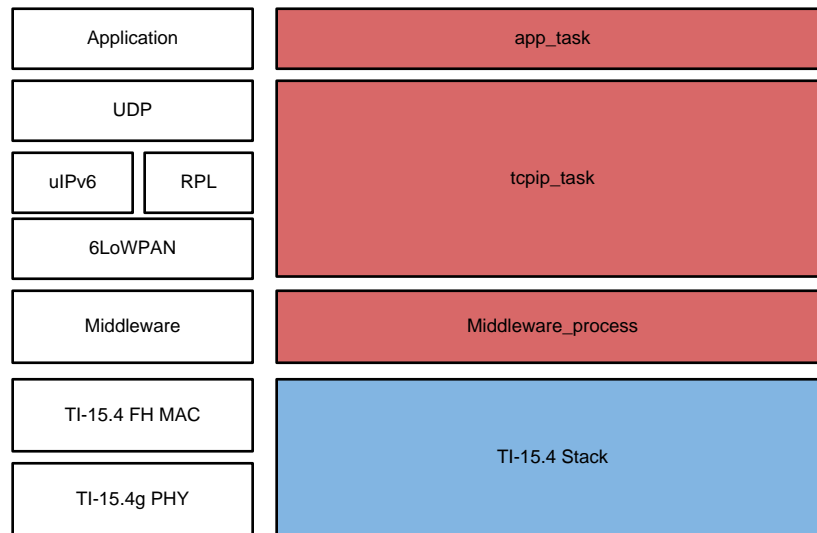 Application
app_task
UDP
uIPv6
RPL
tcpip_task
6LoWPAN
Middleware
Middleware_process
TI-15.4 FH MAC
TI-15.4 Stack
TI-15.4g PHY